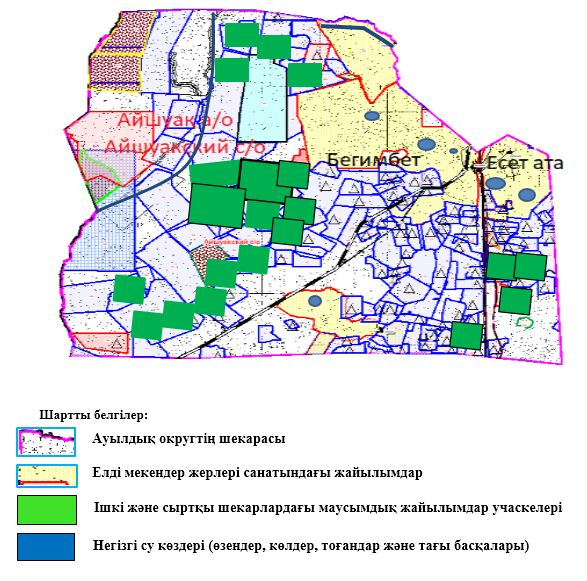 Айшуак а/о
Айшуакский с/о
Бегимбет
Есет ата
Айшуакский с/о
Шартты белгілер:
Ауылдық округтің шекарасы
Елді мекендер жерлері санатындағы жайылымдар
Ішкі және сыртқы шекарлардағы маусымдық жайылымдар учаскелері
Негізгі су көздері (өзендер, көлдер, тоғандар және тағы басқалары)